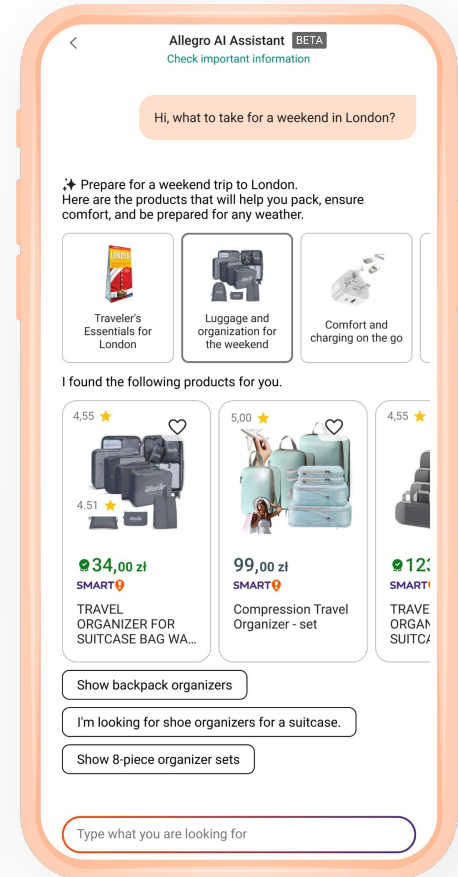 Allegro AI Assistant BETA
Check important information
Hi, what to take for a weekend in London?
Prepare for a weekend trip to London.
Here are the products that will help you pack, ensure
comfort, and be prepared for any weather.
LONDYN
Traveler's
Essentials for
London
Luggage and
organization for
the weekend
Comfort and
charging on the go
I found the following products for you.
4,55
4.51
34,00 zł
SMART!
TRAVEL
ORGANIZER FOR
SUITCASE BAG WA...
5,00
99,00 zł
SMART!
Compression Travel
Organizer - set
4,55
123
SMART!
TRAVE
ORGAN
SUITCA
Show backpack organizers
I'm looking for shoe organizers for a suitcase.
Show 8-piece organizer sets
Type what you are looking for